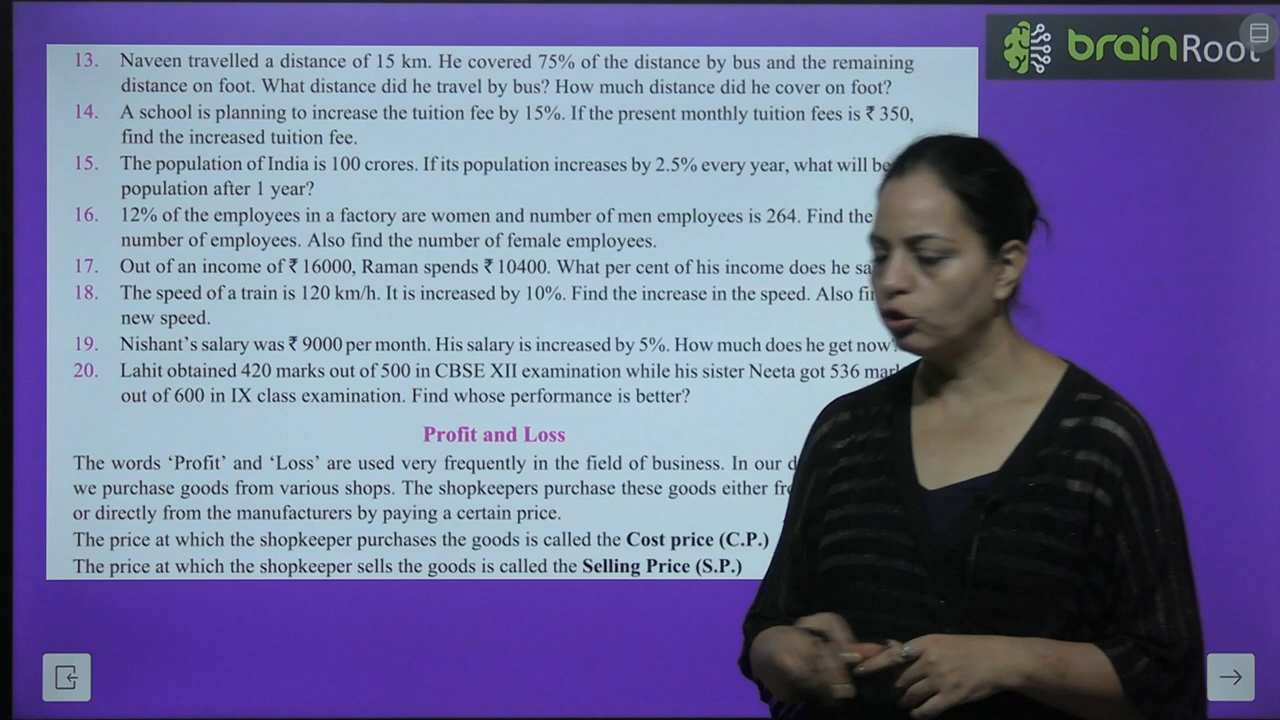 brainRoot
13. Naveen travelled a distance of 15 km. He covered 75% of the distance by bus and the remaining
distance on foot. What distance did he travel by bus? How much distance did he cover on foot?
14. A school is planning to increase the tuition fee by 15%. If the present monthly tuition fees is ₹ 350,
find the increased tuition fee.
15. The population of India is 100 crores. If its population increases by 2.5% every year, what will be
population after 1 year?
16. 12% of the employees in a factory are women and number of men employees is 264. Find the
number of employees. Also find the number of female employees.
17. Out of an income of ₹ 16000, Raman spends ₹ 10400. What per cent of his income does he
18. The speed of a train is 120 km/h. It is increased by 10%. Find the increase in the speed. Also
new speed.
19. Nishant's salary was ₹ 9000 per month. His salary is increased by 5%. How much does he get now
20. Lahit obtained 420 marks out of 500 in CBSE XII examination while his sister Neeta got 536
out of 600 in IX class examination. Find whose performance is better?
Profit and Loss
The words ‘Profit’ and ‘Loss’ are used very frequently in the field of business. In our
we purchase goods from various shops. The shopkeepers purchase these goods either
or directly from the manufacturers by paying a certain price.
The price at which the shopkeeper purchases the goods is called the Cost price (C.P.)
The price at which the shopkeeper sells the goods is called the Selling Price (S.P.)